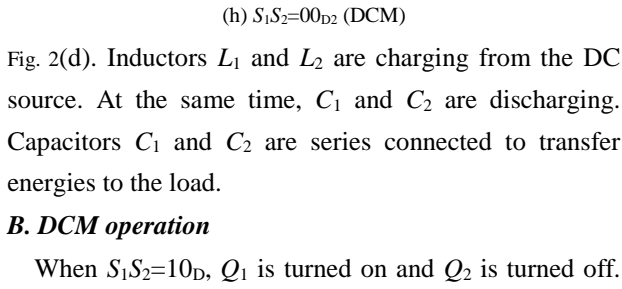 (h) S₁S₂=00D2 (DCM)
Fig. 2(d). Inductors L₁ and L₂ are charging from the DC
source. At the same time, C₁ and C₂ are discharging.
Capacitors C₁ and C₂ are series connected to transfer
energies to the load.
B. DCM operation
When S₁S₂=10D, Q₁ is turned on and Q₂ is turned off.